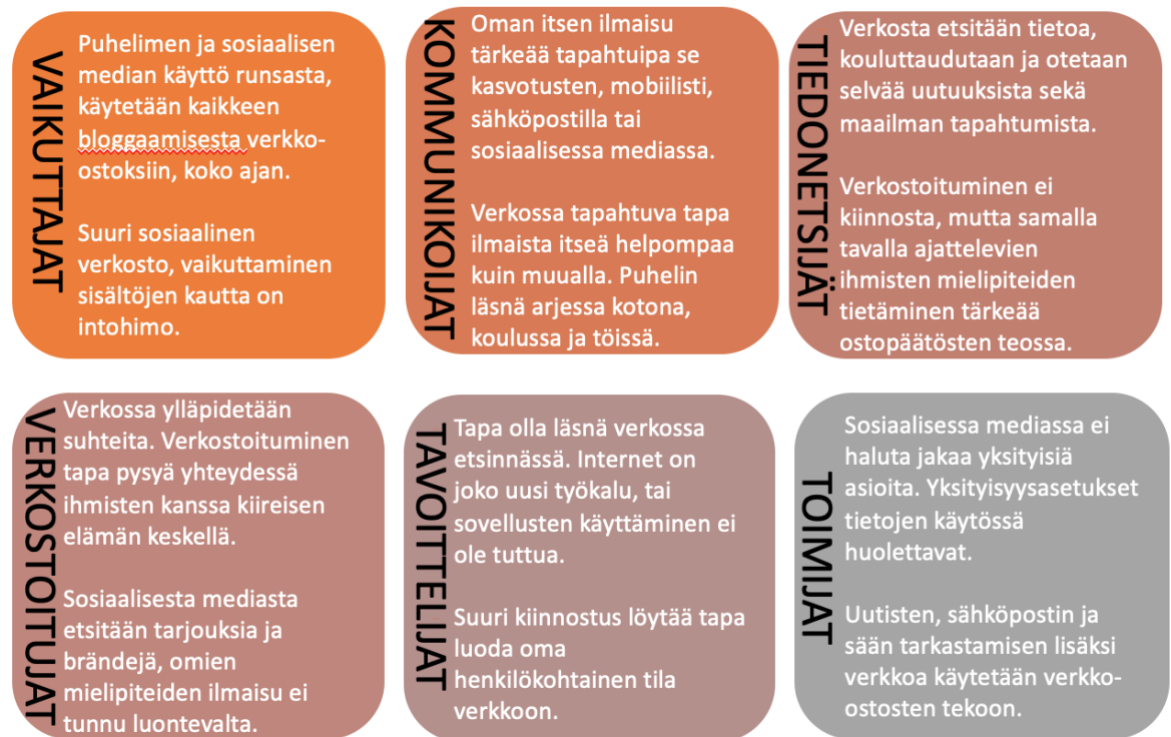 VAIKUTTAJAT
Puhelimen ja sosiaalisen
median käyttö runsasta,
käytetään kaikkeen
bloggaamisesta verkko-
ostoksiin, koko ajan.
Suuri sosiaalinen
verkosto, vaikuttaminen
sisältöjen kautta on
intohimo.
KOMMUNIKOIJAT
Oman itsen ilmaisu
tärkeää tapahtuipa se
kasvotusten, mobiilisti,
sähköpostilla tai
sosiaalisessa mediassa.
Verkossa tapahtuva tapa
ilmaista itseä helpompaa
kuin muualla. Puhelin
läsnä arjessa kotona,
koulussa ja töissä.
TIEDONETSIJÄT
Verkosta etsitään tietoa,
kouluttaudutaan ja otetaan
selvää uutuuksista sekä
maailman tapahtumista.
Verkostoituminen ei
kiinnosta, mutta samalla
tavalla ajattelevien
ihmisten mielipiteiden
tietäminen tärkeää
ostopäätösten teossa.
VERKOSTOITUJAT
Verkossa ylläpidetään
suhteita. Verkostoituminen
tapa pysyä yhteydessä
ihmisten kanssa kiireisen
elämän keskellä.
Sosiaalisesta mediasta
etsitään tarjouksia ja
brändejä, omien
mielipiteiden ilmaisu ei
tunnu luontevalta.
TAVOITTELIJAT
Tapa olla läsnä verkossa
etsinnässä. Internet on
joko uusi työkalu, tai
sovellusten käyttäminen ei
ole tuttua.
Suuri kiinnostus löytää tapa
luoda oma
henkilökohtainen tila
verkkoon.
TOIMIJAT
Sosiaalisessa mediassa ei
haluta jakaa yksityisiä
asioita. Yksityisyysasetukset
tietojen käytössä
huolettavat.
Uutisten, sähköpostin ja
sään tarkastamisen lisäksi
verkkoa käytetään verkko-
ostosten tekoon.